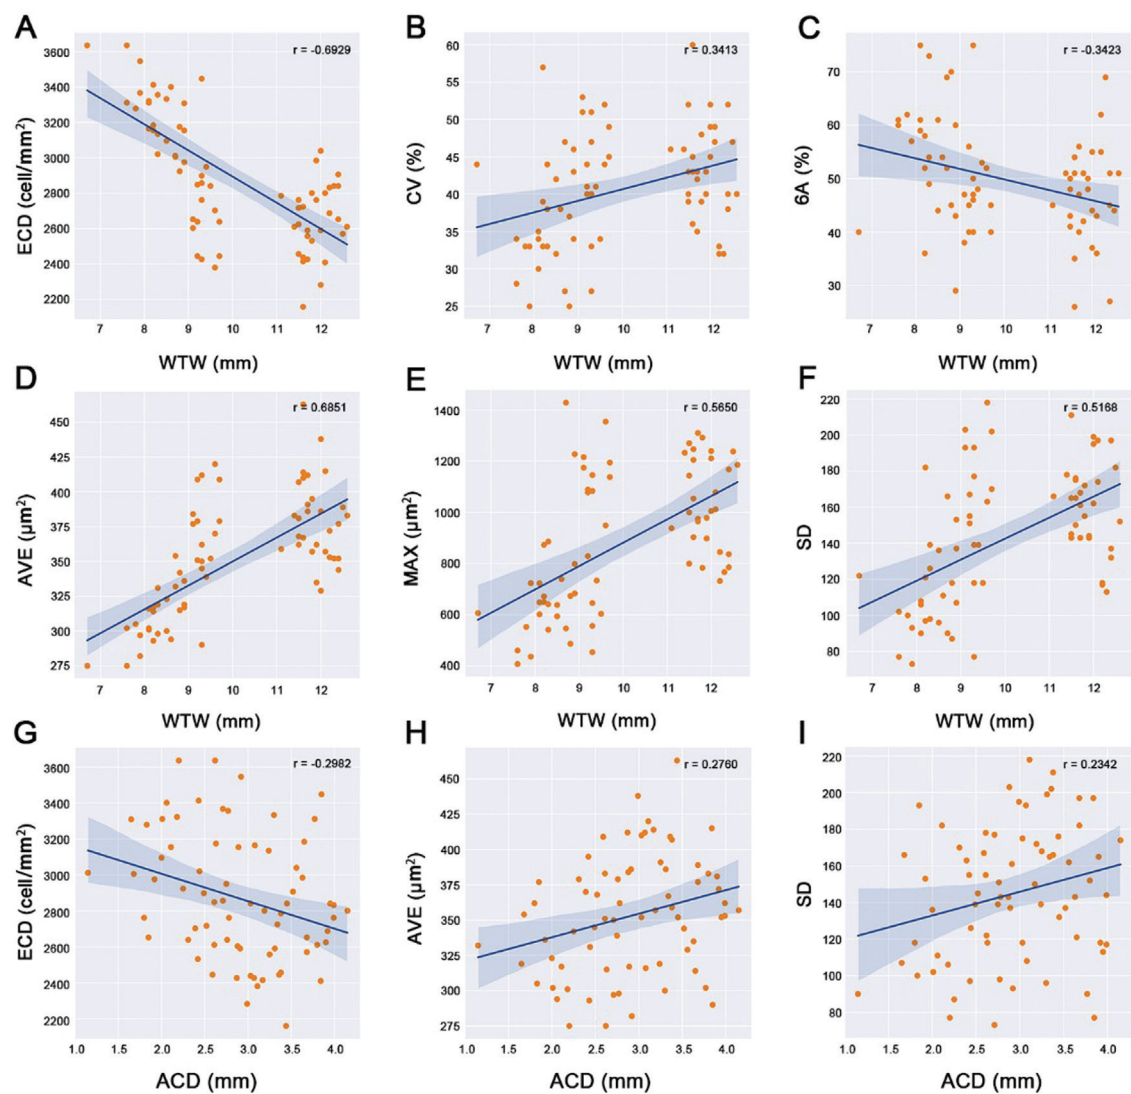 A
r = -0.6929
ECD (cell/mm²)
3600
3400
3200
3000
2800
2600
2400
2200
7 8 9 10 11 12
WTW (mm)
B
r = 0.3413
CV (%)
60
55
50
45
40
35
30
25
7 8 9 10 11 12
WTW (mm)
C
r = -0.3423
6A (%)
70
60
50
40
30
7 8 9 10 11 12
WTW (mm)
D
r = 0.6851
AVE (μm²)
450
425
400
375
350
325
300
275
7 8 9 10 11 12
WTW (mm)
E
r = 0.5650
MAX (μm²)
1400
1200
1000
800
600
400
7 8 9 10 11 12
WTW (mm)
F
r = 0.5168
SD
220
200
180
160
140
120
100
80
7 8 9 10 11 12
WTW (mm)
G
r = -0.2982
ECD (cell/mm²)
3600
3400
3200
3000
2800
2600
2400
2200
1.0 1.5 2.0 2.5 3.0 3.5 4.0
ACD (mm)
H
r = 0.2760
AVE (μm²)
450
425
400
375
350
325
300
275
1.0 1.5 2.0 2.5 3.0 3.5 4.0
ACD (mm)
I
r = 0.2342
SD
220
200
180
160
140
120
100
80
1.0 1.5 2.0 2.5 3.0 3.5 4.0
ACD (mm)